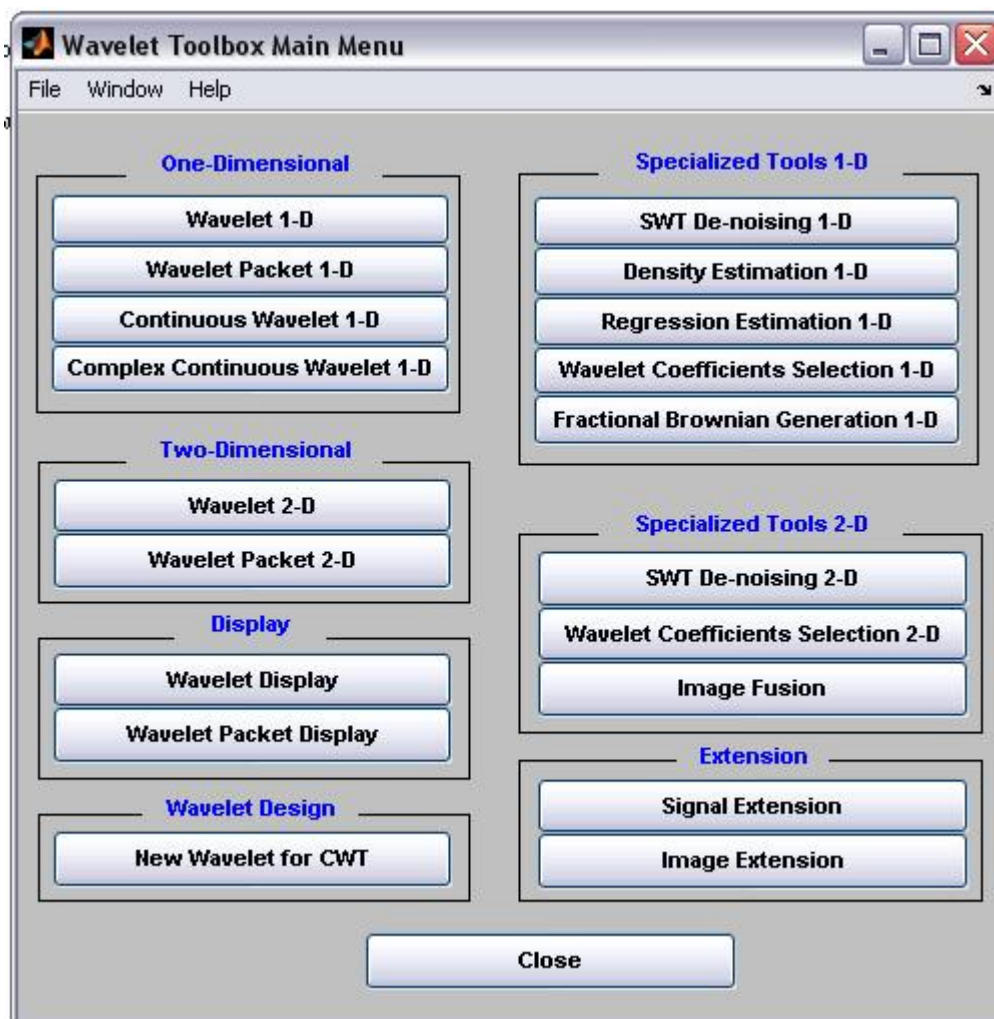 Wavelet Toolbox Main Menu
File Window Help
One-Dimensional
Wavelet 1-D
Wavelet Packet 1-D
Continuous Wavelet 1-D
Complex Continuous Wavelet 1-D
Two-Dimensional
Wavelet 2-D
Wavelet Packet 2-D
Display
Wavelet Display
Wavelet Packet Display
Wavelet Design
New Wavelet for CWT
Specialized Tools 1-D
SWT De-noising 1-D
Density Estimation 1-D
Regression Estimation 1-D
Wavelet Coefficients Selection 1-D
Fractional Brownian Generation 1-D
Specialized Tools 2-D
SWT De-noising 2-D
Wavelet Coefficients Selection 2-D
Image Fusion
Extension
Signal Extension
Image Extension
Close